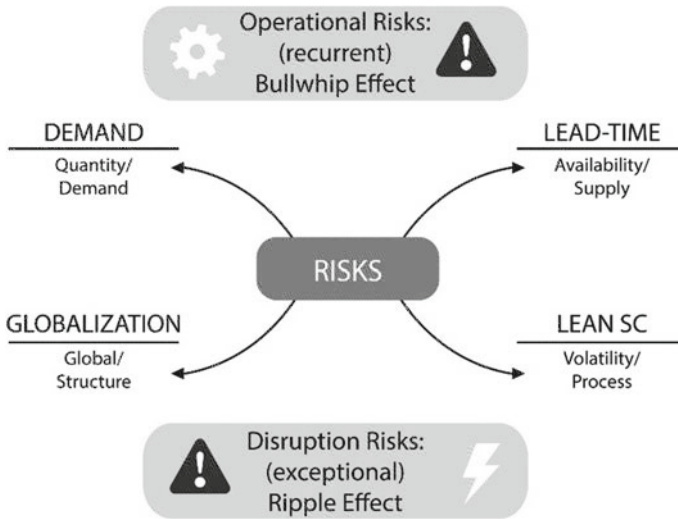 Operational Risks:
(recurrent)
Bullwhip Effect
DEMAND
Quantity/
Demand
LEAD-TIME
Availability/
Supply
RISKS
GLOBALIZATION
Global/
Structure
LEAN SC
Volatility/
Process
Disruption Risks:
(exceptional)
Ripple Effect